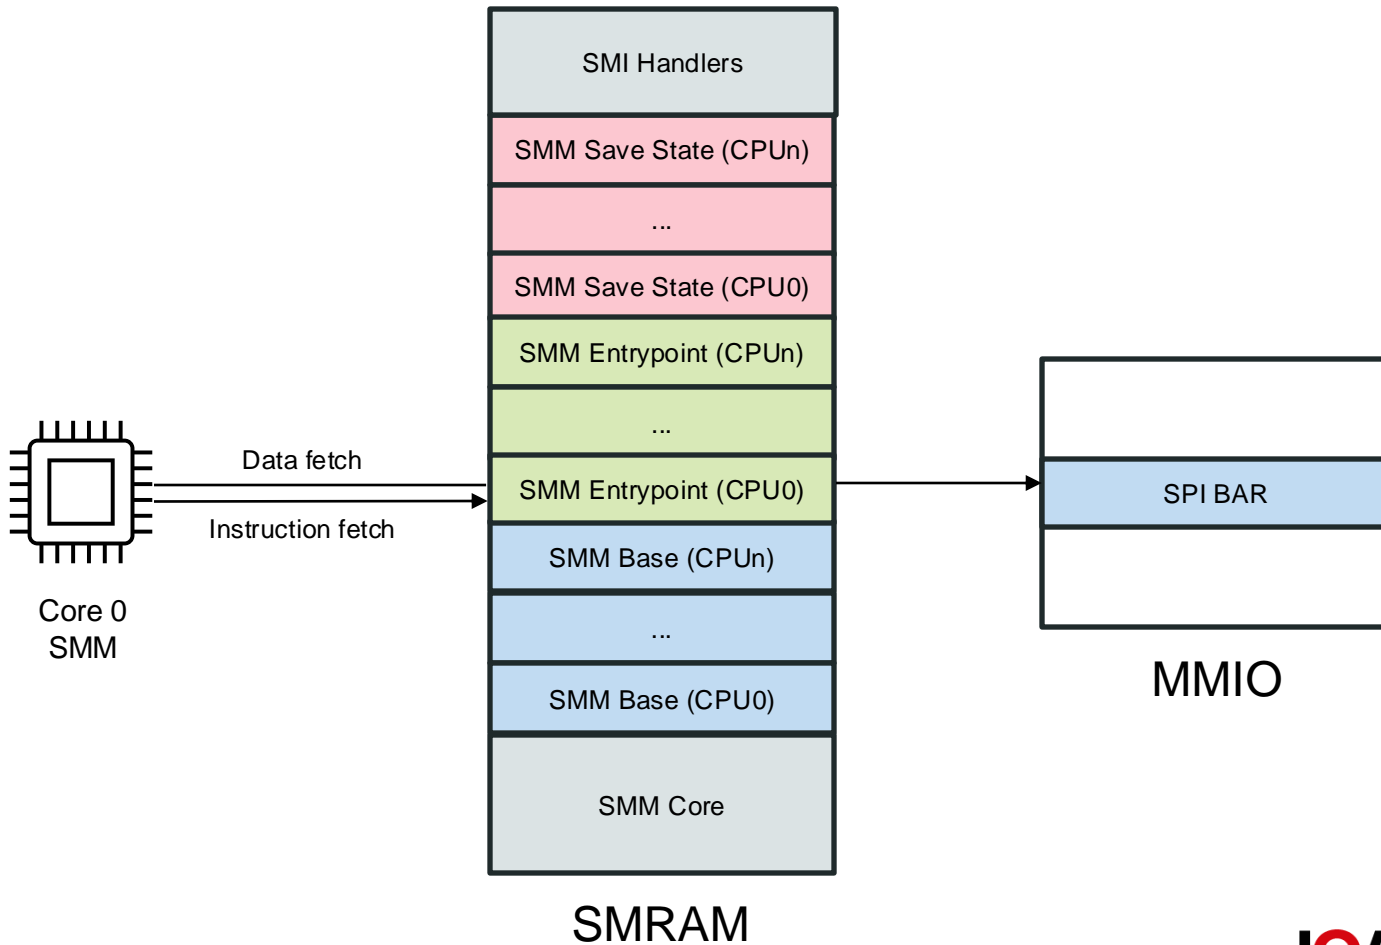 SMI Handlers
SMM Save State (CPUn)
...
SMM Save State (CPU0)
SMM Entrypoint (CPUn)
...
Data fetch
SMM Entrypoint (CPU0)
SPI BAR
Instruction fetch
SMM Base (CPUn)
Core 0
SMM
...
MMIO
SMM Base (CPU0)
SMM Core
SMRAM